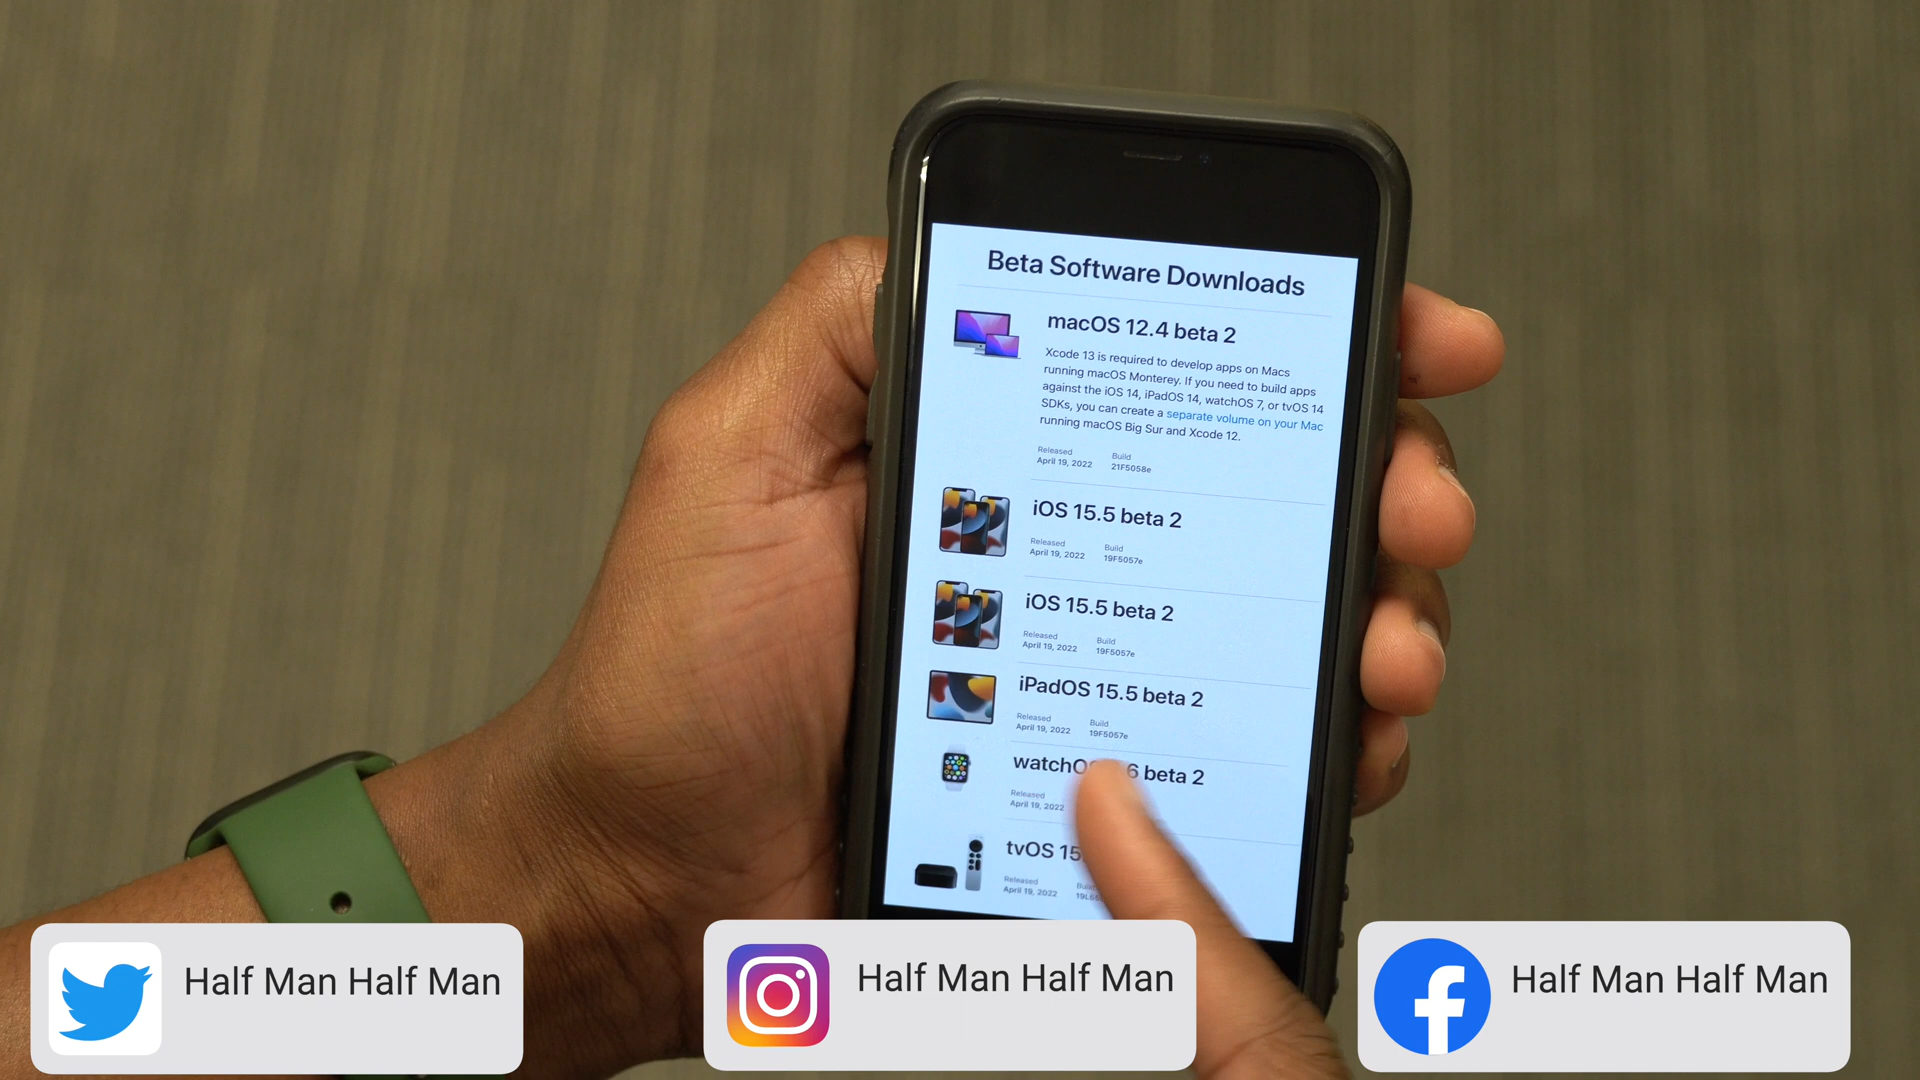 Beta Software Downloads
macOS 12.4 beta 2
Xcode 13 is required to develop apps on Macs
running macOS Monterey. If you need to build apps
against the iOS 14, iPadOS 14, watchOS 7, or tvOS 14
SDKs, you can create a separate volume on your Mac
running macOS Big Sur and Xcode 12.
Released Build
April 19, 2022 21F5058e
iOS 15.5 beta 2
Released Build
April 19, 2022 19F5057e
iOS 15.5 beta 2
Released Build
April 19, 2022 19F5057e
iPadOS 15.5 beta 2
Released Build
April 19, 2022 19F5057e
beta 2
Released
April 19, 2022
tvOS
Released
April 19, 2022
Half Man Half Man
Half Man Half Man
Half Man Half Man